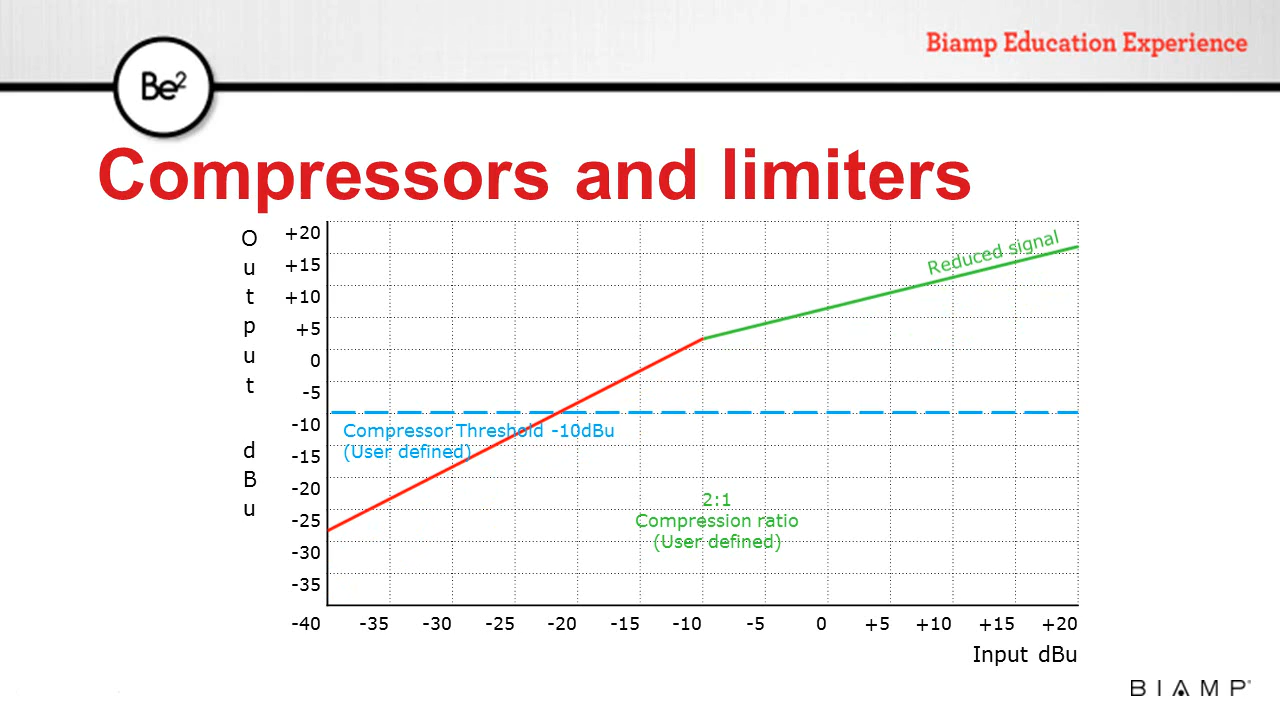 Biamp Education Experience
Be²
Compressors and limiters
Output dBu
+20
+15
+10
+5
0
-5
-10
-15
-20
-25
-30
-35
Reduced signal
Compressor Threshold -10dBu
(User defined)
2:1
Compression ratio
(User defined)
-40 -35 -30 -25 -20 -15 -10 -5 0 +5 +10 +15 +20
Input dBu
BIAMP®